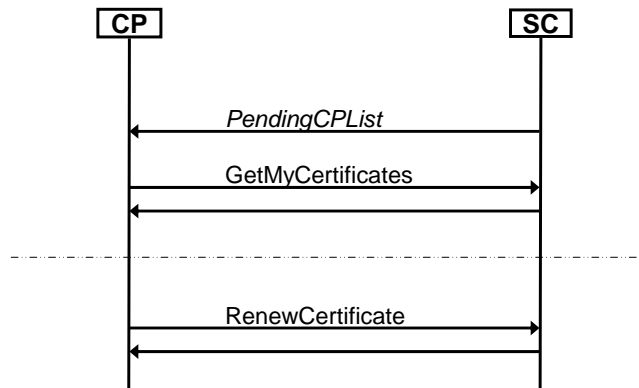 CP
SC
PendingCPList
GetMyCertificates
RenewCertificate